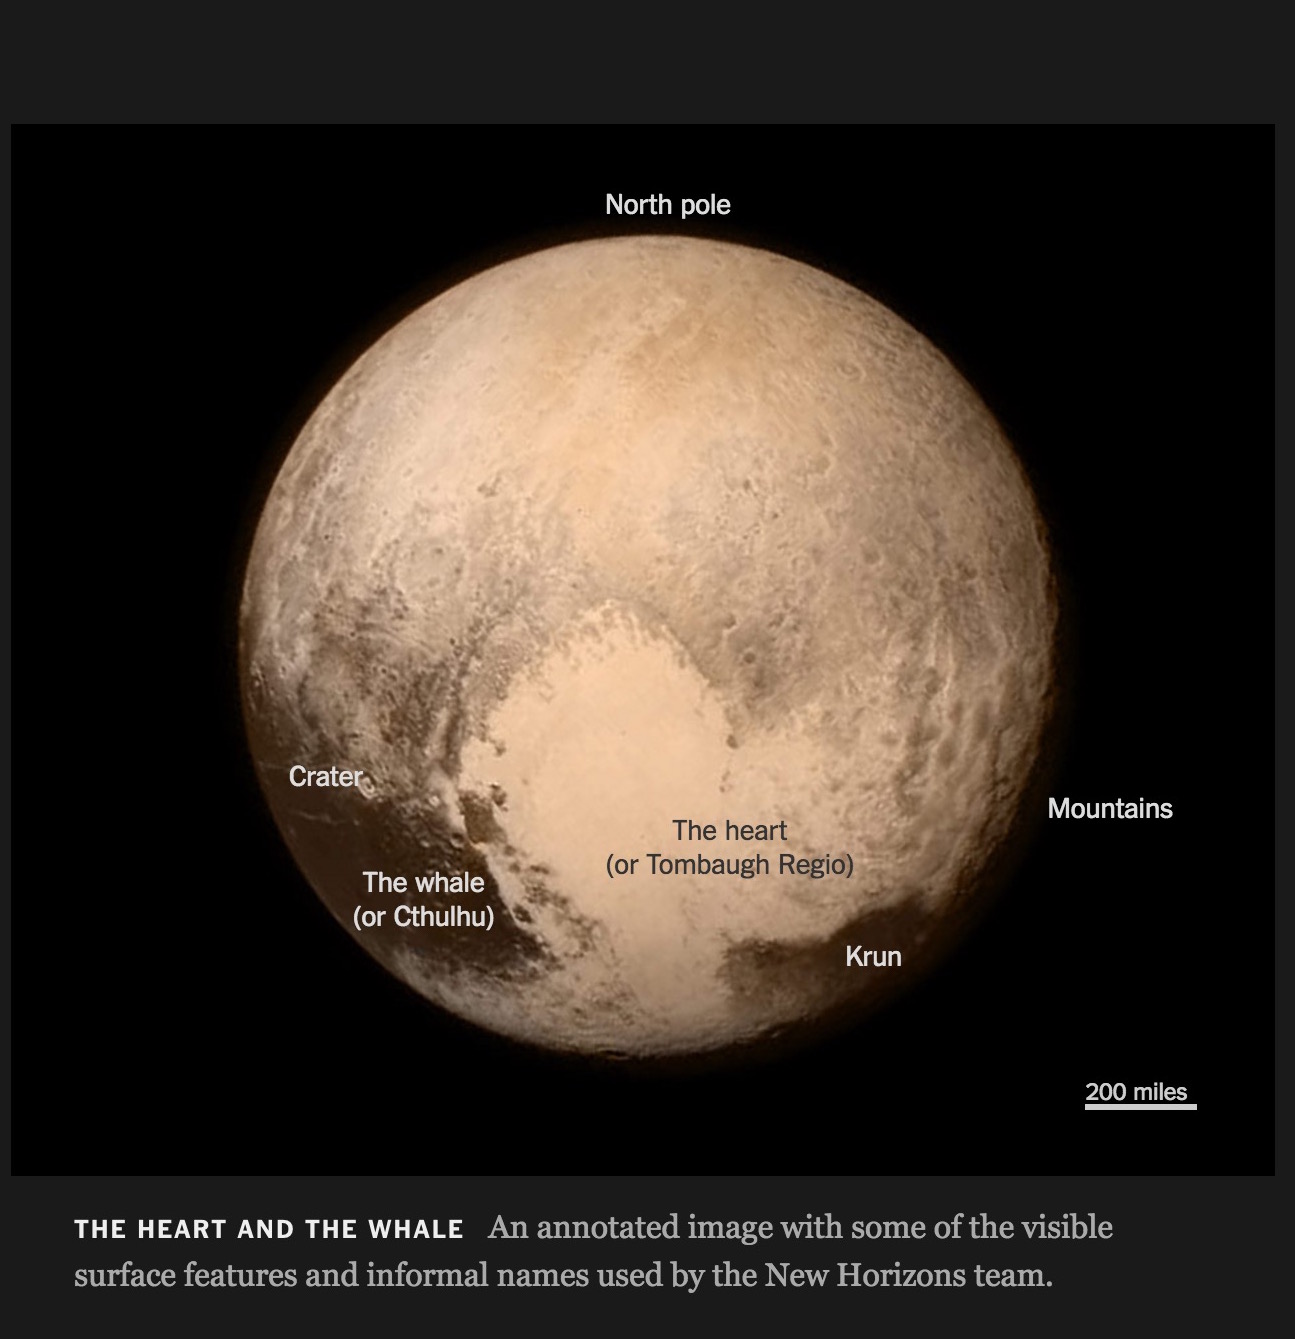 North pole
Crater
Mountains
The heart
(or Tombaugh Regio)
The whale
(or Cthulhu)
Krun
200 miles
THE HEART AND THE WHALE An annotated image with some of the visible
surface features and informal names used by the New Horizons team.